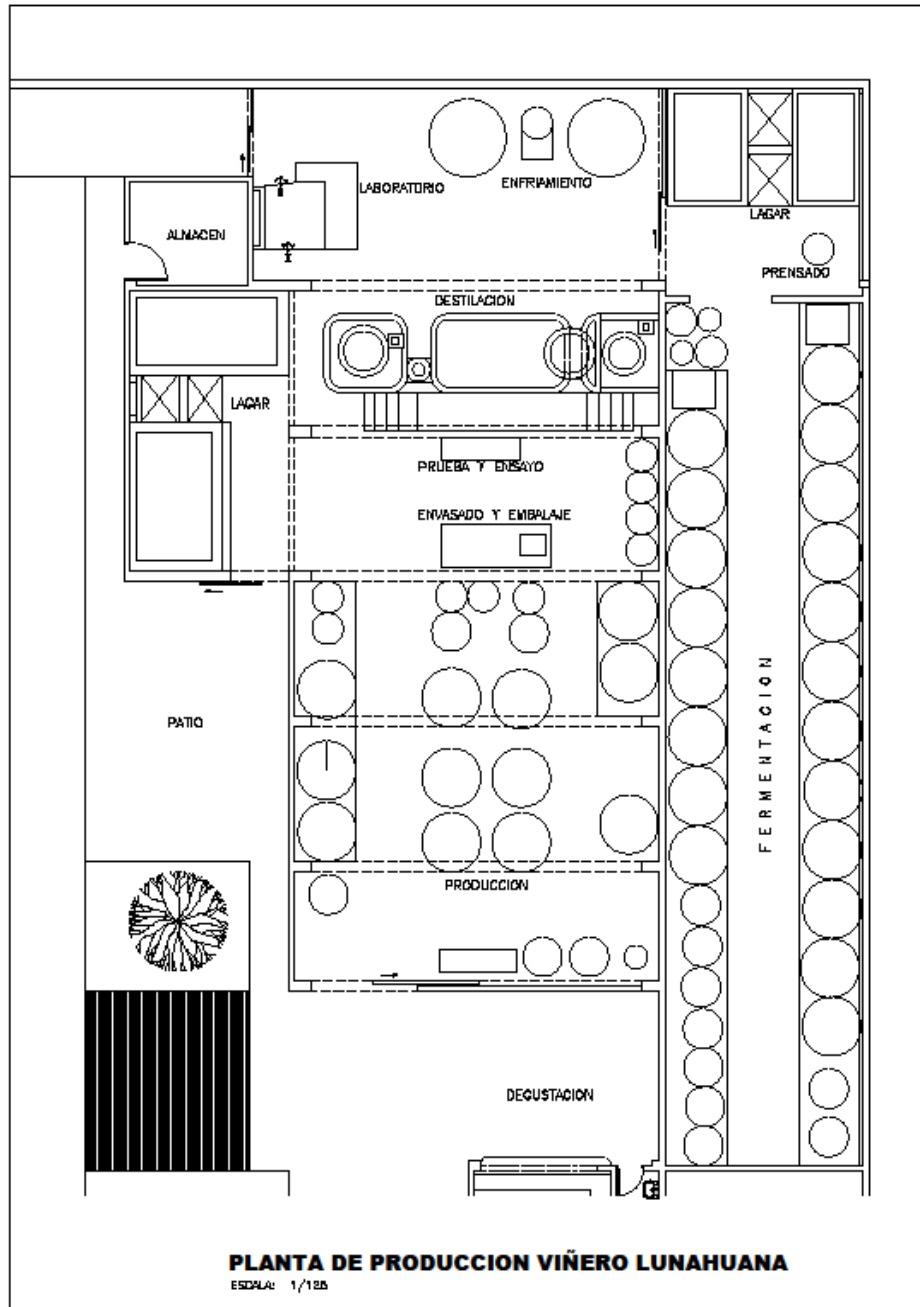 LABORATORIO
ENFRIAMIENTO
LAGAR
ALMACEN
PRENSADO
DESTILACION
LAGAR
PRUEBA Y ENSAYO
ENVASADO Y EMBALAJE
FERMENTACION
PATIO
PRODUCCION
DEGUSTACION
PLANTA DE PRODUCCION VIÑERO LUNAHUANA
ESCALA: 1/125